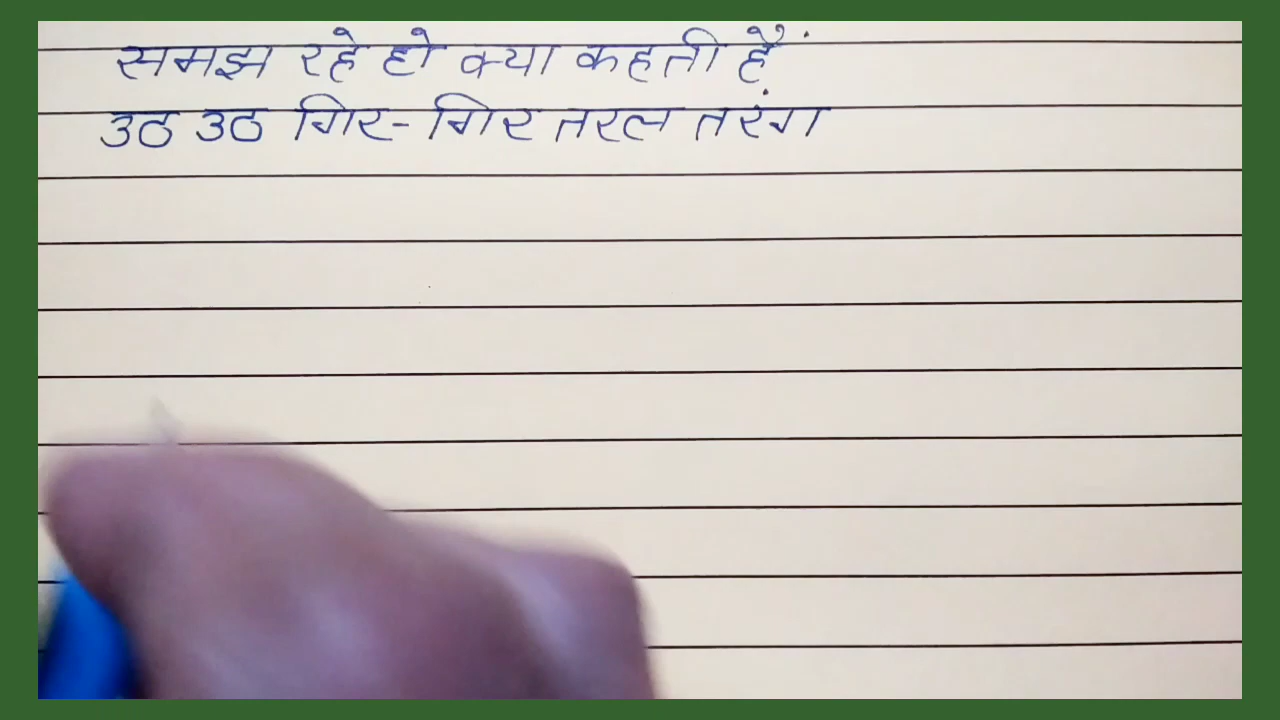 समझ रहे हो क्या कहती हैं
उठ उठ गिर- गिर तरल तरंग